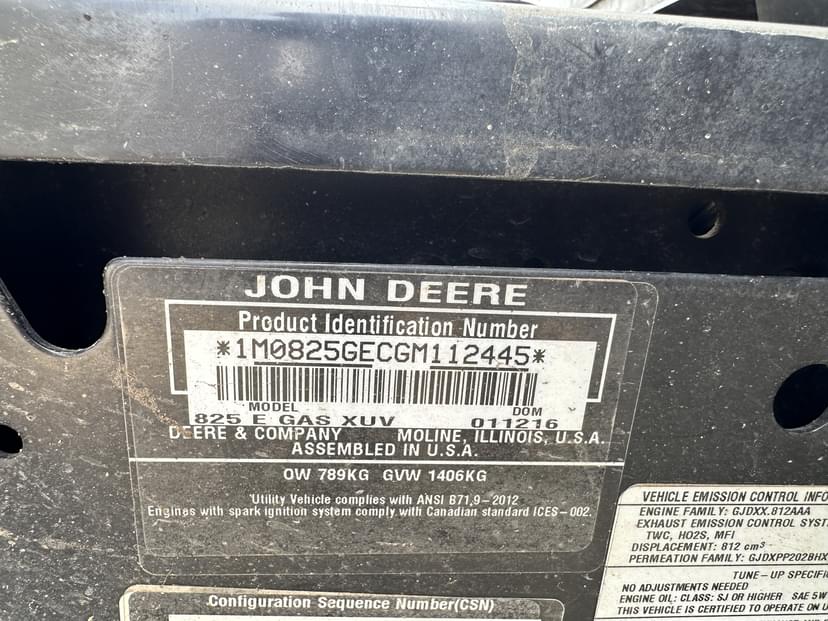 JOHN DEERE
Product Identification Number
*1M0825GECGM112445*
MODEL DOM
825 E GAS XUV 011216
DEERE & COMPANY MOLINE, ILLINOIS, U.S.A.
ASSEMBLED IN U.S.A.
OW 789KG GVW 1406KG
Utility Vehicle complies with ANSI B71.9-2012
Engines with spark ignition system comply with Canadian standard ICES-002.
Configuration Sequence Number(CSN)
VEHICLE EMISSION CONTROL INFO
ENGINE FAMILY: GJDXX.812AAA
EXHAUST EMISSION CONTROL SYST
TWC, HO2S, MFI
DISPLACEMENT: 812 cm³
PERMEATION FAMILY: GJDXPP202BHX
TUNE-UP SPECIFI
NO ADJUSTMENTS NEEDED
ENGINE OIL: CLASS: SJ OR HIGHER SAE 5W
THIS VEHICLE IS CERTIFIED TO OPERATE ON U